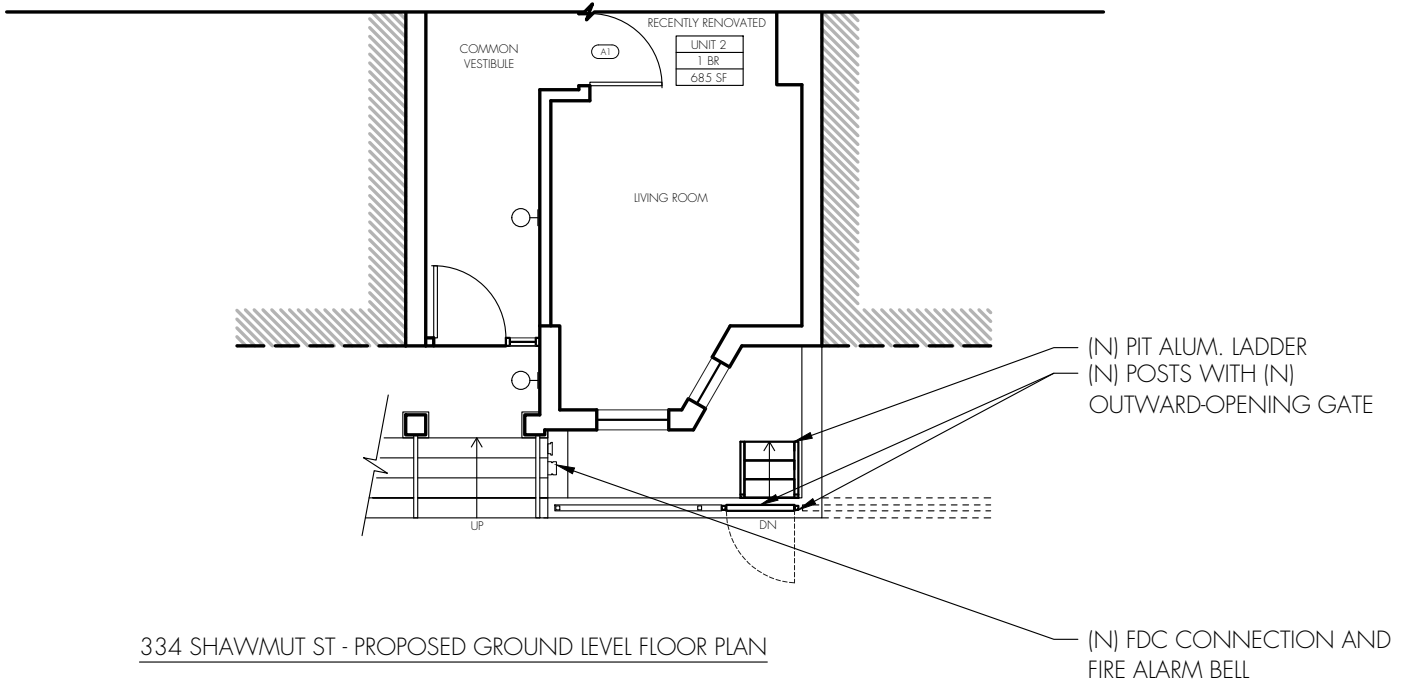 RECENTLY RENOVATED
COMMON
VESTIBULE
A1
UNIT 2
1 BR
685 SF
LIVING ROOM
(N) PIT ALUM. LADDER
(N) POSTS WITH (N)
OUTWARD-OPENING GATE
UP
DN
334 SHAWMUT ST - PROPOSED GROUND LEVEL FLOOR PLAN
(N) FDC CONNECTION AND
FIRE ALARM BELL